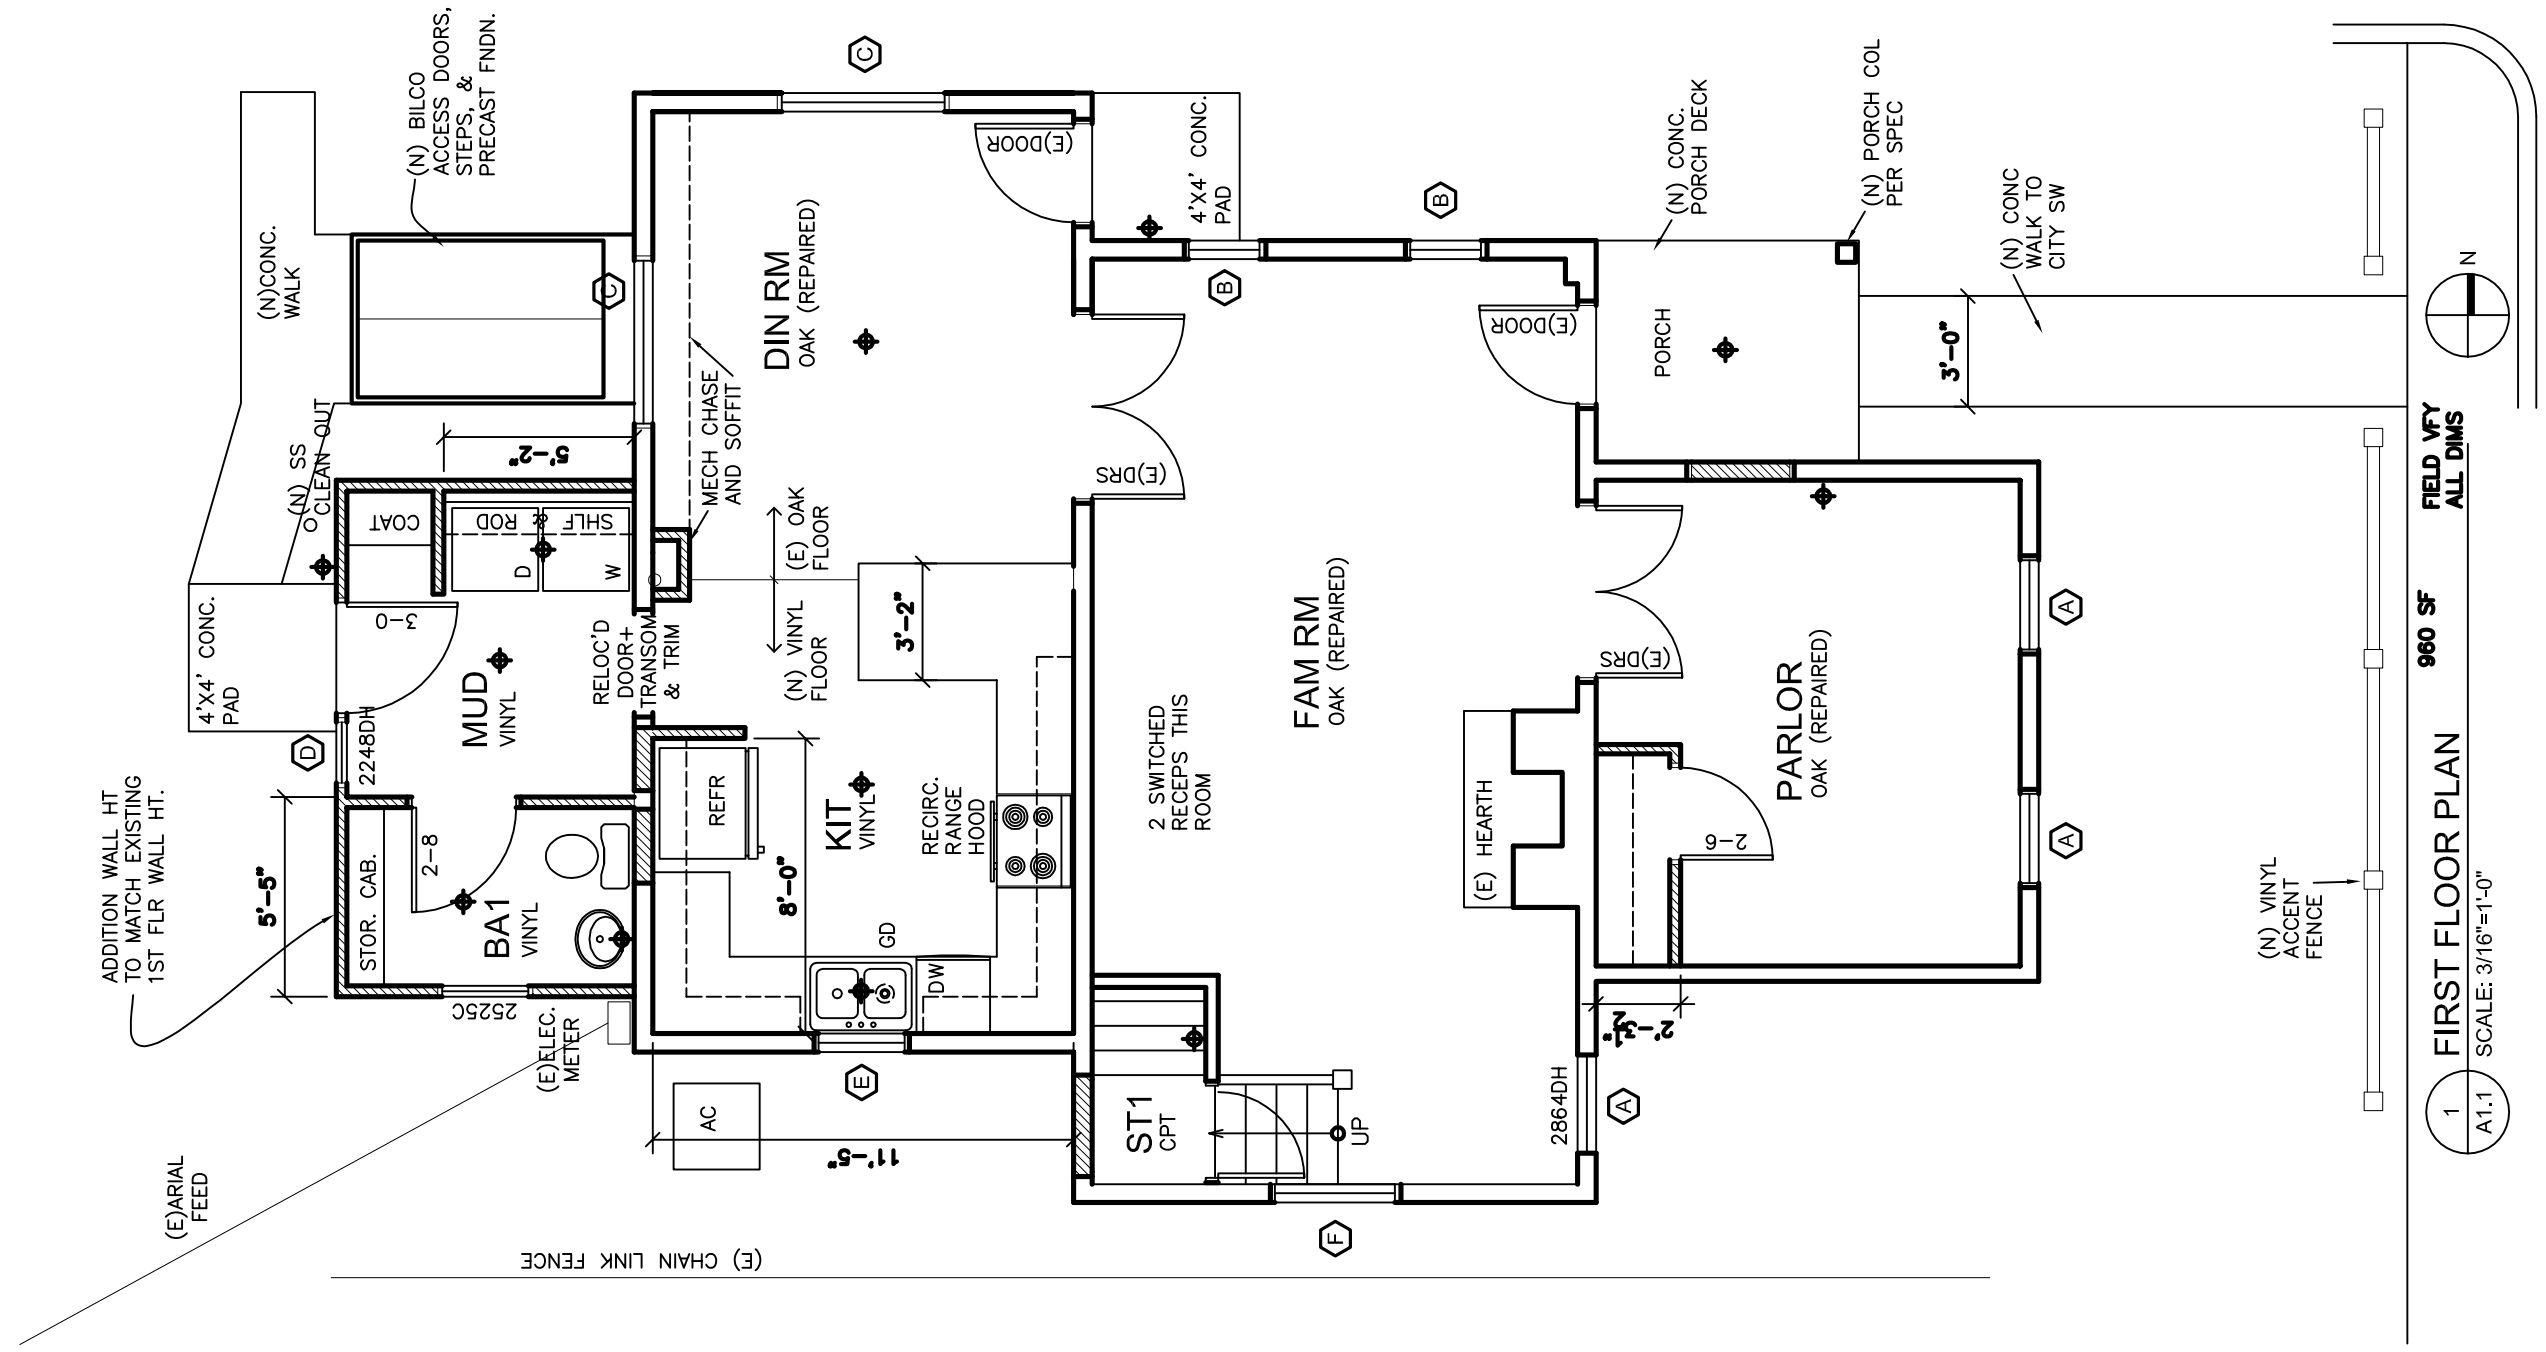 (N) BILCO
ACCESS DOORS,
STEPS, &
PRECAST FNDN.
(N)CONC.
WALK
(N) SS
CLEAN OUT
4'X4' CONC.
PAD
ADDITION WALL HT
TO MATCH EXISTING
1ST FLR WALL HT.
(E)ARIAL
FEED
(E)ELEC.
METER
(E) CHAIN LINK FENCE
5'-5"
STOR. CAB.
2-8
BA1
VINYL
2525C
D
2248DH
MUD
VINYL
3-0
COAT
ROD & SHLF
D
W
5'-2"
RELOC'D
DOOR+
TRANSOM
& TRIM
C
C
MECH CHASE
AND SOFFIT
DIN RM
OAK (REPAIRED)
(E)DOOR
(E) OAK
FLOOR
(N) VINYL
FLOOR
3'-2"
REFR
KIT
VINYL
8'-0"
RECIRC.
RANGE
HOOD
GD
DW
E
AC
11'-5"
4'X4' CONC.
PAD
B
B
(E)DRS
2 SWITCHED
RECEPS THIS
ROOM
FAM RM
OAK (REPAIRED)
(E)DOOR
(E) HEARTH
ST1
CPT
UP
F
2864DH
A
2'-3½"
PORCH
(N) CONC.
PORCH DECK
(N) PORCH COL
PER SPEC
(N) CONC
WALK TO
CITY SW
3'-0"
(E)DRS
PARLOR
OAK (REPAIRED)
2-6
A
A
(N) VINYL
ACCENT
FENCE
1
A1.1
FIRST FLOOR PLAN
SCALE: 3/16"=1'-0"
960 SF
FIELD VFY
ALL DIMS
N